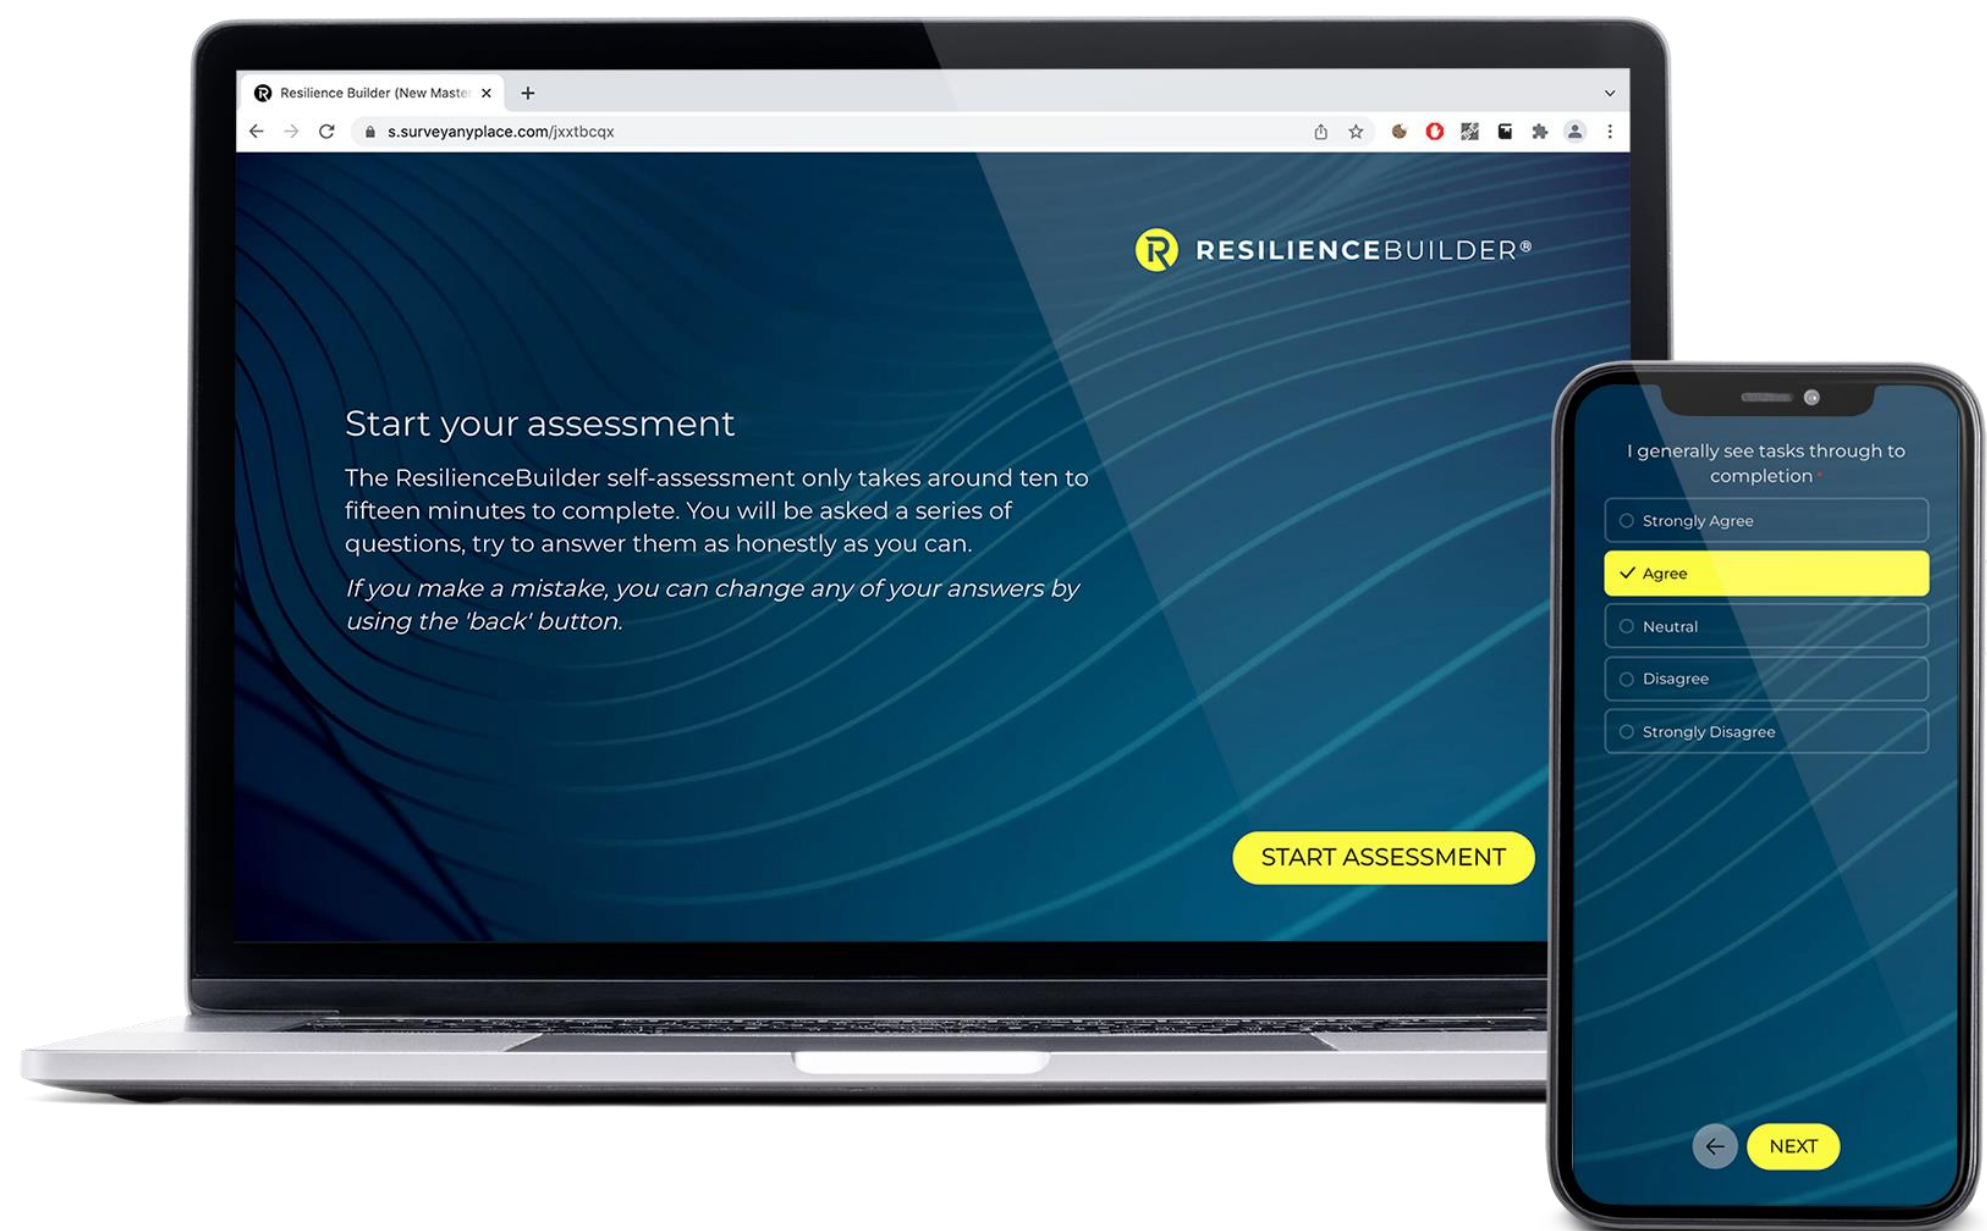 Resilience Builder (New Master
s.surveyanyplace.com/jxxtbcqx
RESILIENCEBUILDER®
Start your assessment
The ResilienceBuilder self-assessment only takes around ten to
fifteen minutes to complete. You will be asked a series of
questions, try to answer them as honestly as you can.
If you make a mistake, you can change any of your answers by
using the 'back' button.
START ASSESSMENT
I generally see tasks through to
completion *
Strongly Agree
Agree
Neutral
Disagree
Strongly Disagree
NEXT